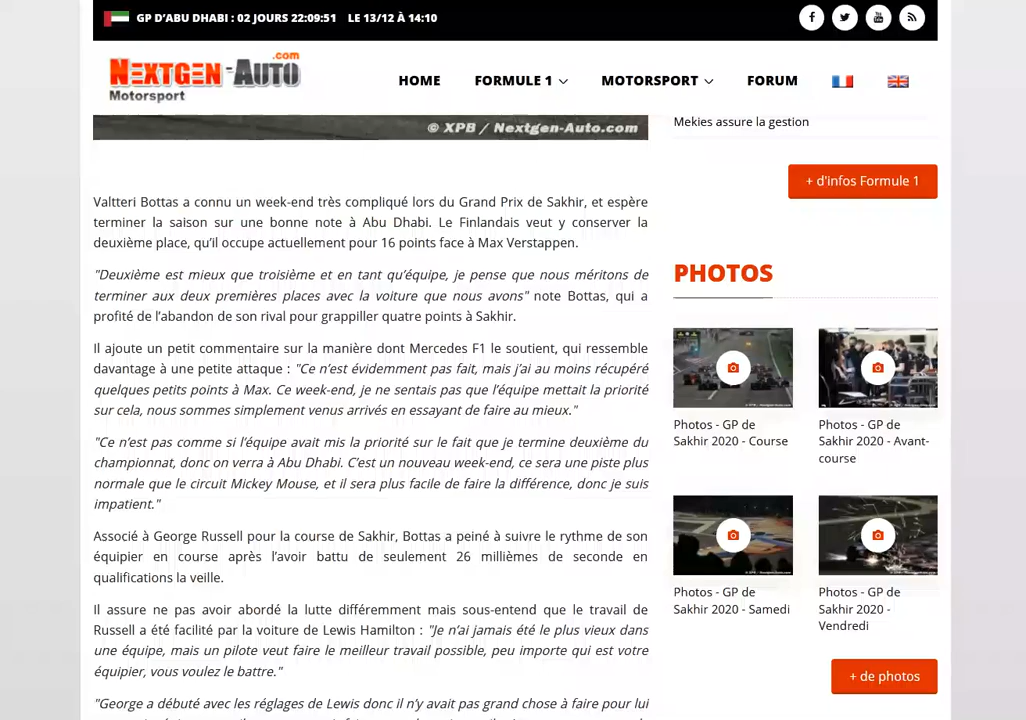 GP D’ABU DHABI : 02 JOURS 22:09:51 LE 13/12 À 14:10
NEXTGEN-AUTO
.com
Motorsport
HOME FORMULE 1 MOTORSPORT FORUM
© XPB / Nextgen-Auto.com
Valtteri Bottas a connu un week-end très compliqué lors du Grand Prix de Sakhir, et espère
terminer la saison sur une bonne note à Abu Dhabi. Le Finlandais veut y conserver la
deuxième place, qu’il occupe actuellement pour 16 points face à Max Verstappen.
"Deuxième est mieux que troisième et en tant qu’équipe, je pense que nous méritons de
terminer aux deux premières places avec la voiture que nous avons" note Bottas, qui a
profité de l’abandon de son rival pour grappiller quatre points à Sakhir.
Il ajoute un petit commentaire sur la manière dont Mercedes F1 le soutient, qui ressemble
davantage à une petite attaque : "Ce n’est évidemment pas fait, mais j’ai au moins récupéré
quelques petits points à Max. Ce week-end, je ne sentais pas que l’équipe mettait la priorité
sur cela, nous sommes simplement venus arrivés en essayant de faire au mieux."
"Ce n’est pas comme si l’équipe avait mis la priorité sur le fait que je termine deuxième du
championnat, donc on verra à Abu Dhabi. C’est un nouveau week-end, ce sera une piste plus
normale que le circuit Mickey Mouse, et il sera plus facile de faire la différence, donc je suis
impatient."
Associé à George Russell pour la course de Sakhir, Bottas a peiné à suivre le rythme de son
équipier en course après l’avoir battu de seulement 26 millièmes de seconde en
qualifications la veille.
Il assure ne pas avoir abordé la lutte différemment mais sous-entend que le travail de
Russell a été facilité par la voiture de Lewis Hamilton : "Je n’ai jamais été le plus vieux dans
une équipe, mais un pilote veut faire le meilleur travail possible, peu importe qui est votre
équipier, vous voulez le battre."
"George a débuté avec les réglages de Lewis donc il n’y avait pas grand chose à faire pour lui
Mekies assure la gestion
+ d'infos Formule 1
PHOTOS
Photos - GP de
Sakhir 2020 - Course
Photos - GP de
Sakhir 2020 - Avant-
course
Photos - GP de
Sakhir 2020 - Samedi
Photos - GP de
Sakhir 2020 -
Vendredi
+ de photos